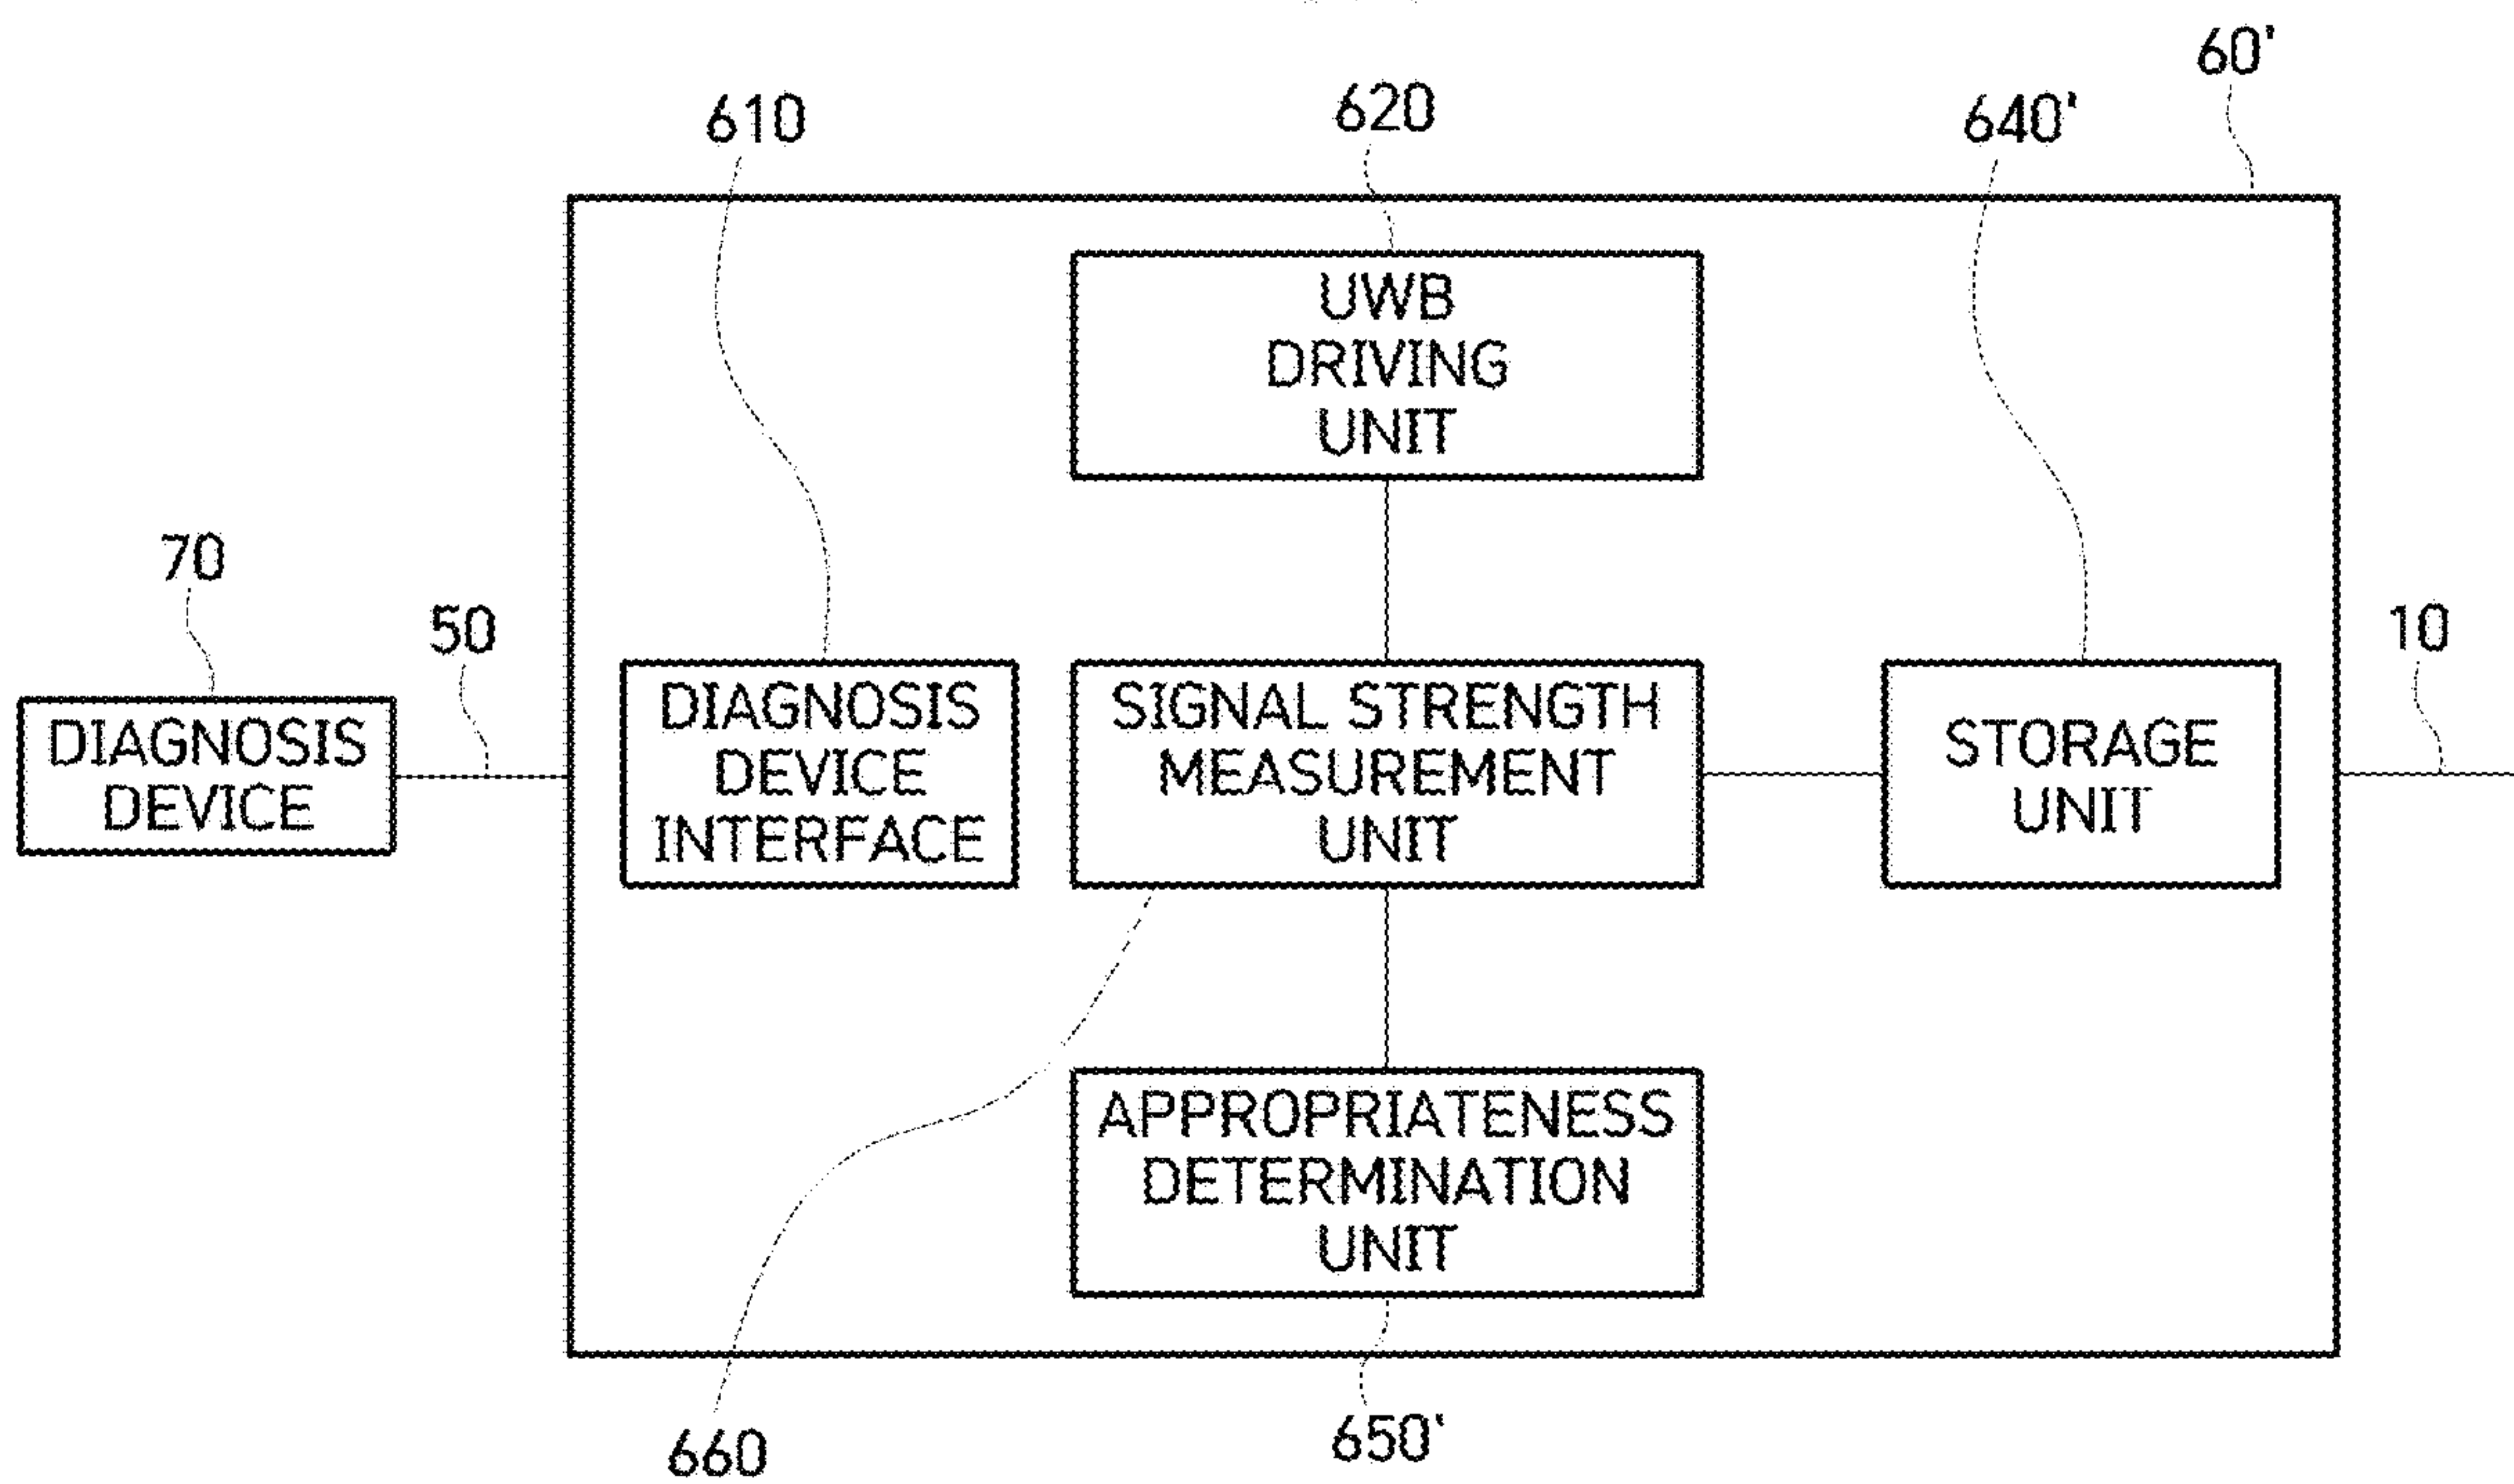 60'
610
620
640'
UWB
DRIVING
UNIT
70
50
10
DIAGNOSIS
DEVICE
DIAGNOSIS
DEVICE
INTERFACE
SIGNAL STRENGTH
MEASUREMENT
UNIT
STORAGE
UNIT
APPROPRIATENESS
DETERMINATION
UNIT
660
650'